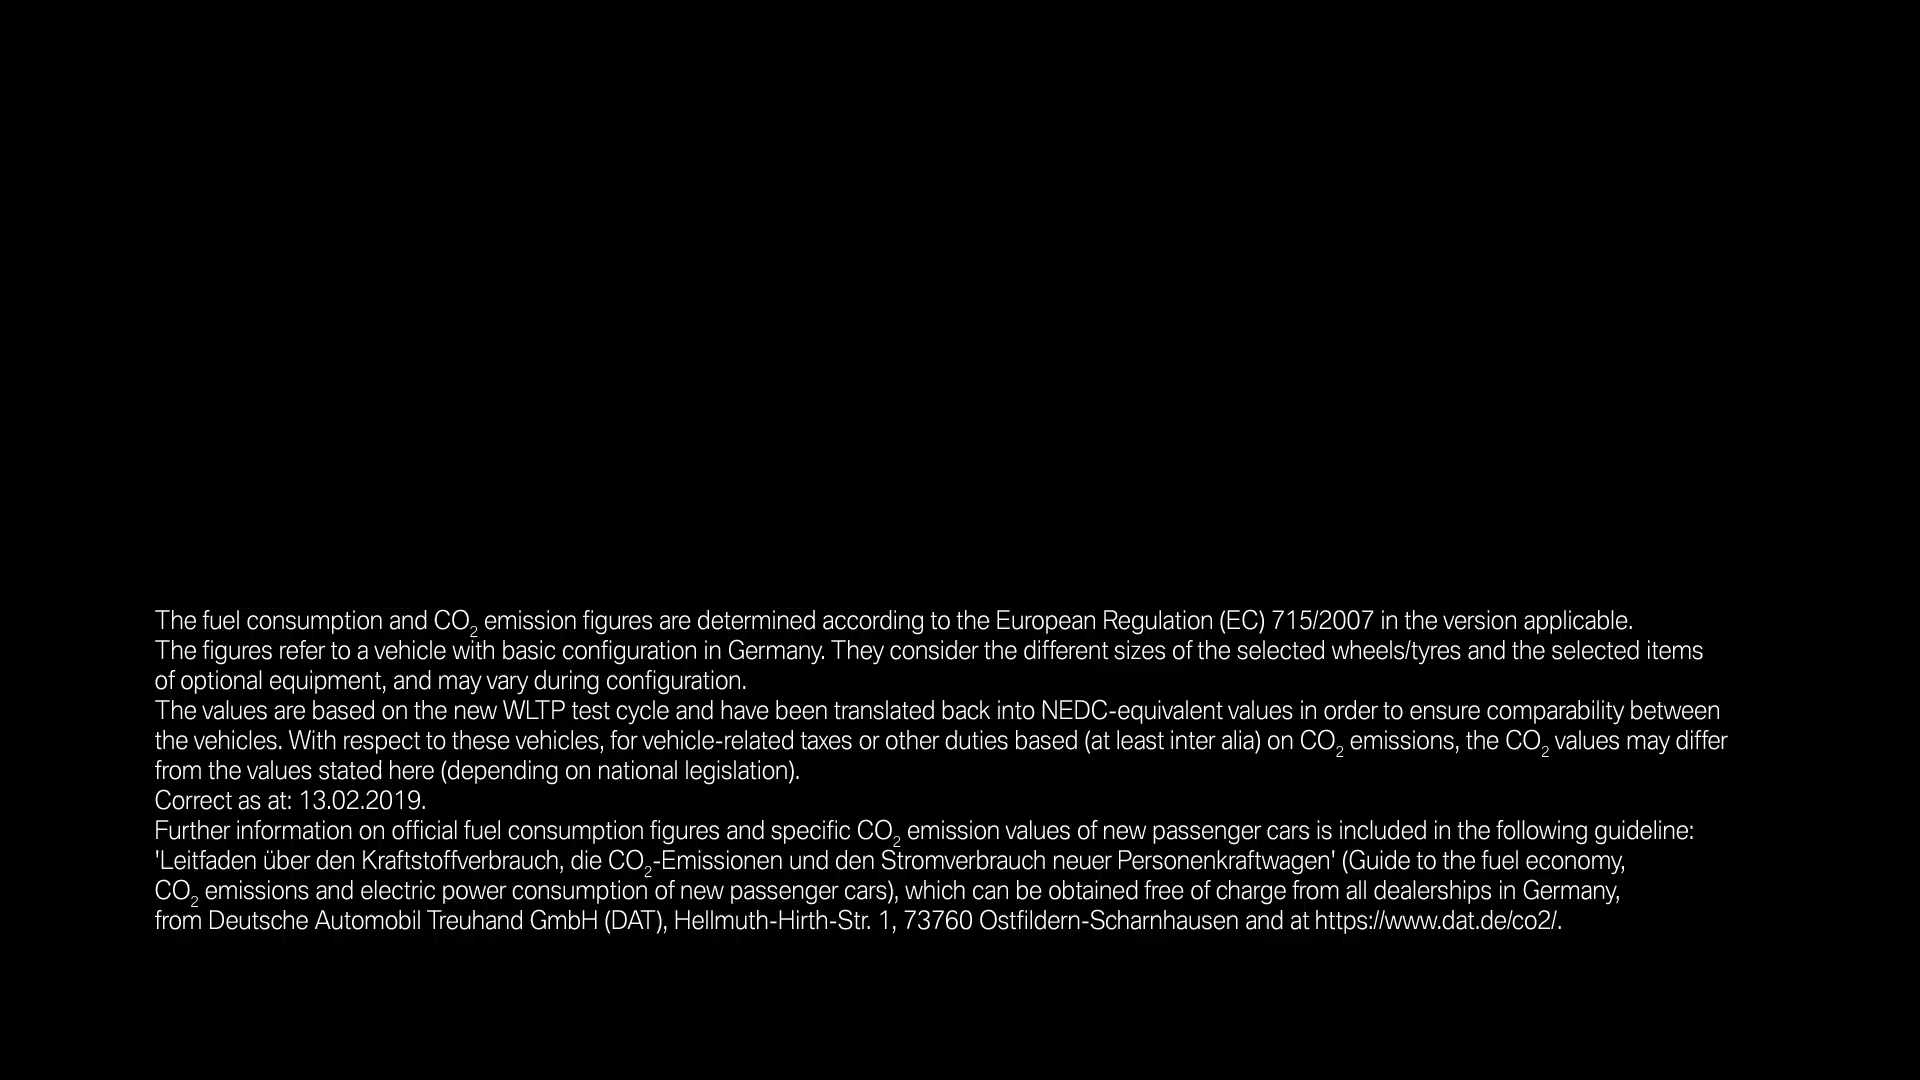 The fuel consumption and CO₂ emission figures are determined according to the European Regulation (EC) 715/2007 in the version applicable.
The figures refer to a vehicle with basic configuration in Germany. They consider the different sizes of the selected wheels/tyres and the selected items
of optional equipment, and may vary during configuration.
The values are based on the new WLTP test cycle and have been translated back into NEDC-equivalent values in order to ensure comparability between
the vehicles. With respect to these vehicles, for vehicle-related taxes or other duties based (at least inter alia) on CO₂ emissions, the CO₂ values may differ
from the values stated here (depending on national legislation).
Correct as at: 13.02.2019.
Further information on official fuel consumption figures and specific CO₂ emission values of new passenger cars is included in the following guideline:
'Leitfaden über den Kraftstoffverbrauch, die CO₂-Emissionen und den Stromverbrauch neuer Personenkraftwagen' (Guide to the fuel economy,
CO₂ emissions and electric power consumption of new passenger cars), which can be obtained free of charge from all dealerships in Germany,
from Deutsche Automobil Treuhand GmbH (DAT), Hellmuth-Hirth-Str. 1, 73760 Ostfildern-Scharnhausen and at https://www.dat.de/co2/.